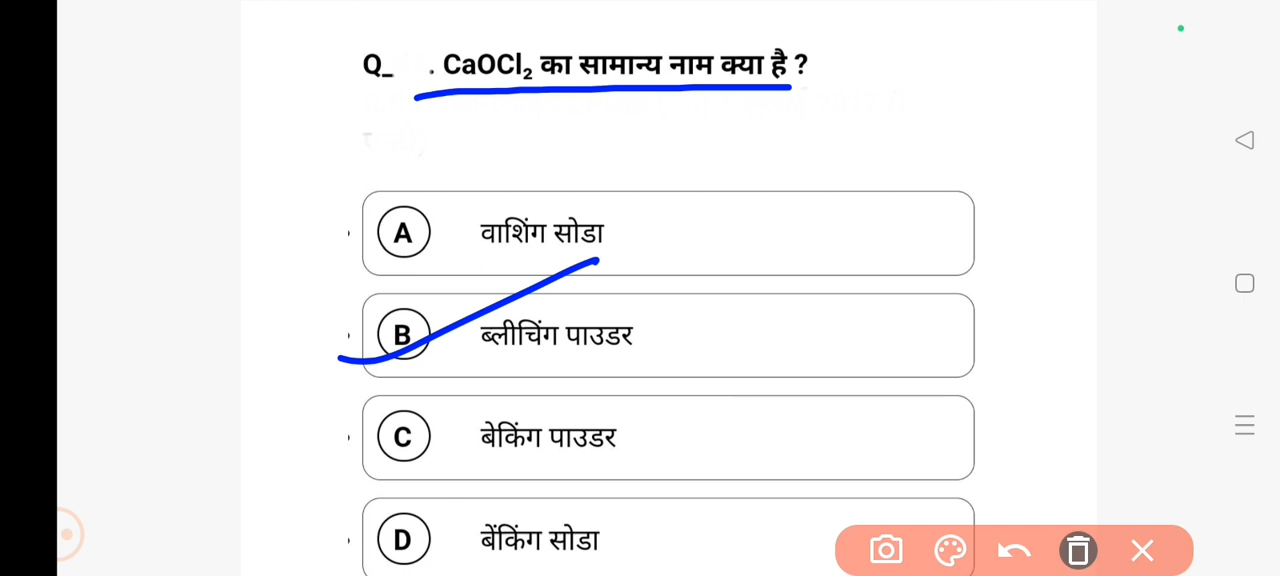 Q_ . CaOCl₂ का सामान्य नाम क्या है ?
A वाशिंग सोडा
B ब्लीचिंग पाउडर
C बेकिंग पाउडर
D बेंकिंग सोडा